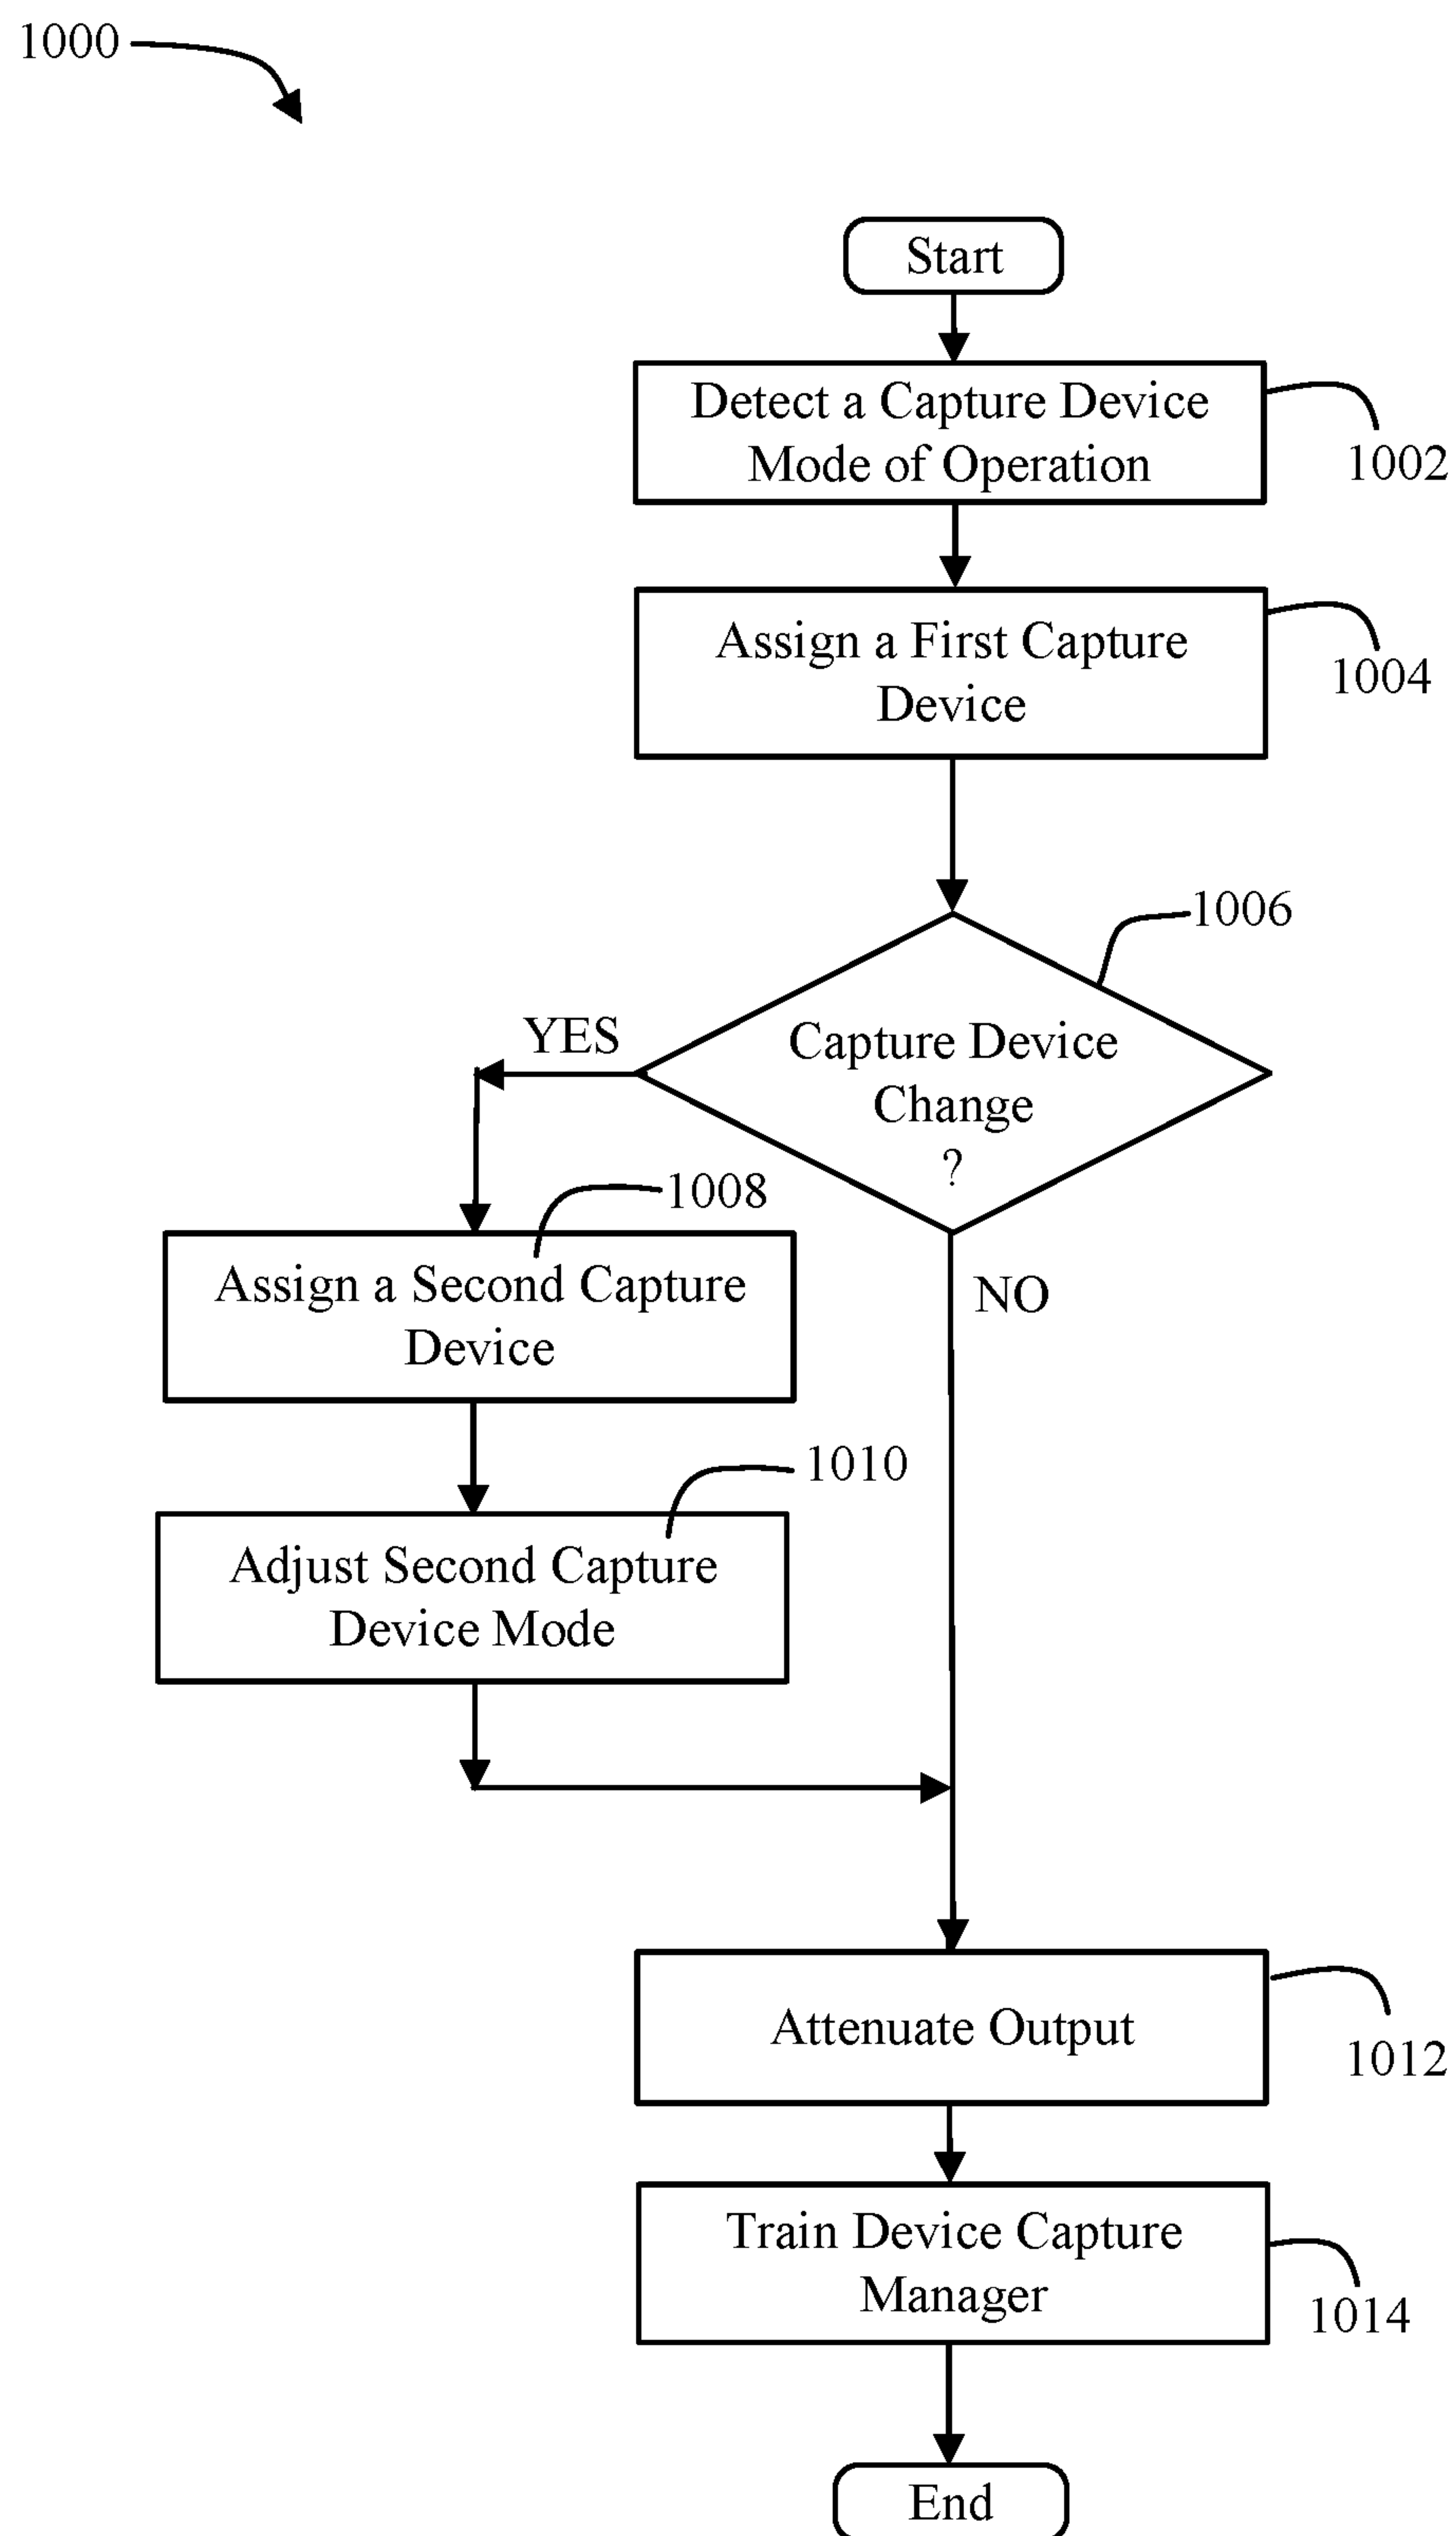 1000
Start
Detect a Capture Device
Mode of Operation
1002
Assign a First Capture
Device
1004
1006
Capture Device
Change
?
YES
NO
1008
Assign a Second Capture
Device
1010
Adjust Second Capture
Device Mode
Attenuate Output
1012
Train Device Capture
Manager
1014
End